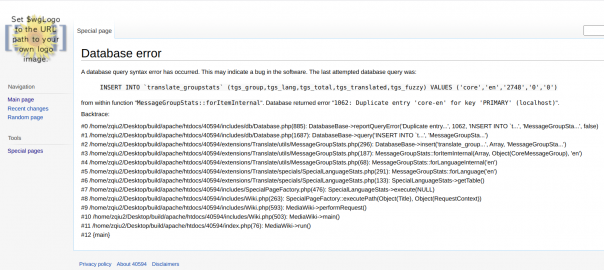 Set $wgLogo
to the URL
path to your
own logo
image.
Special page
Database error
A database query syntax error has occurred. This may indicate a bug in the software. The last attempted database query was:
INSERT INTO `translate_groupstats` (tgs_group,tgs_lang,tgs_total,tgs_translated,tgs_fuzzy) VALUES ('core','en','2748','0','0')
from within function "MessageGroupStats::forItemInternal". Database returned error "1062: Duplicate entry 'core-en' for key 'PRIMARY' (localhost)".
Backtrace:
#0 /home/zqiu2/Desktop/build/apache/htdocs/40594/includes/db/Database.php(885): DatabaseBase->reportQueryError('Duplicate entry...', 1062, 'INSERT INTO `t...', 'MessageGroupSta...', false)
#1 /home/zqiu2/Desktop/build/apache/htdocs/40594/includes/db/Database.php(1687): DatabaseBase->query('INSERT INTO `t...', 'MessageGroupSta...')
#2 /home/zqiu2/Desktop/build/apache/htdocs/40594/extensions/Translate/utils/MessageGroupStats.php(296): DatabaseBase->insert('translate_group...', Array, 'MessageGroupSta...')
#3 /home/zqiu2/Desktop/build/apache/htdocs/40594/extensions/Translate/utils/MessageGroupStats.php(187): MessageGroupStats::forItemInternal(Array, Object(CoreMessageGroup), 'en')
#4 /home/zqiu2/Desktop/build/apache/htdocs/40594/extensions/Translate/utils/MessageGroupStats.php(68): MessageGroupStats::forLanguageInternal('en')
#5 /home/zqiu2/Desktop/build/apache/htdocs/40594/extensions/Translate/specials/SpecialLanguageStats.php(291): MessageGroupStats::forLanguage('en')
#6 /home/zqiu2/Desktop/build/apache/htdocs/40594/extensions/Translate/specials/SpecialLanguageStats.php(133): SpecialLanguageStats->getTable()
#7 /home/zqiu2/Desktop/build/apache/htdocs/40594/includes/SpecialPageFactory.php(476): SpecialLanguageStats->execute(NULL)
#8 /home/zqiu2/Desktop/build/apache/htdocs/40594/includes/Wiki.php(263): SpecialPageFactory::executePath(Object(Title), Object(RequestContext))
#9 /home/zqiu2/Desktop/build/apache/htdocs/40594/includes/Wiki.php(593): MediaWiki->performRequest()
#10 /home/zqiu2/Desktop/build/apache/htdocs/40594/includes/Wiki.php(503): MediaWiki->main()
#11 /home/zqiu2/Desktop/build/apache/htdocs/40594/index.php(76): MediaWiki->run()
#12 {main}
Navigation
Main page
Recent changes
Random page
Tools
Special pages
Privacy policy About 40594 Disclaimers